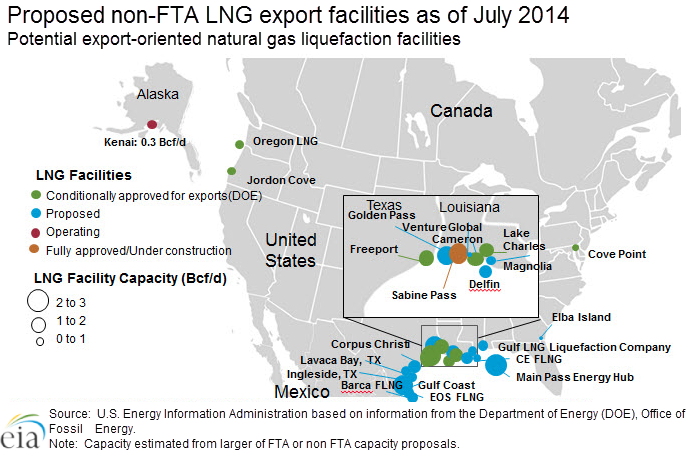 Proposed non-FTA LNG export facilities as of July 2014
Potential export-oriented natural gas liquefaction facilities
Alaska
Canada
Kenai: 0.3 Bcf/d
Oregon LNG
LNG Facilities
Jordon Cove
Conditionally approved for exports(DOE)
Proposed
Operating
Fully approved/Under construction
Texas
Louisiana
Golden Pass
Venture Global
Cameron
Lake
Charles
Freeport
Magnolia
Delfin
Sabine Pass
United
States
Cove Point
LNG Facility Capacity (Bcf/d)
2 to 3
1 to 2
0 to 1
Elba Island
Corpus Christi
Gulf LNG Liquefaction Company
Lavaca Bay, TX
CE FLNG
Ingleside, TX
Main Pass Energy Hub
Mexico
Barca FLNG
Gulf Coast
EOS FLNG
eia
Source: U.S. Energy Information Administration based on information from the Department of Energy (DOE), Office of
Fossil Energy.
Note: Capacity estimated from larger of FTA or non FTA capacity proposals.